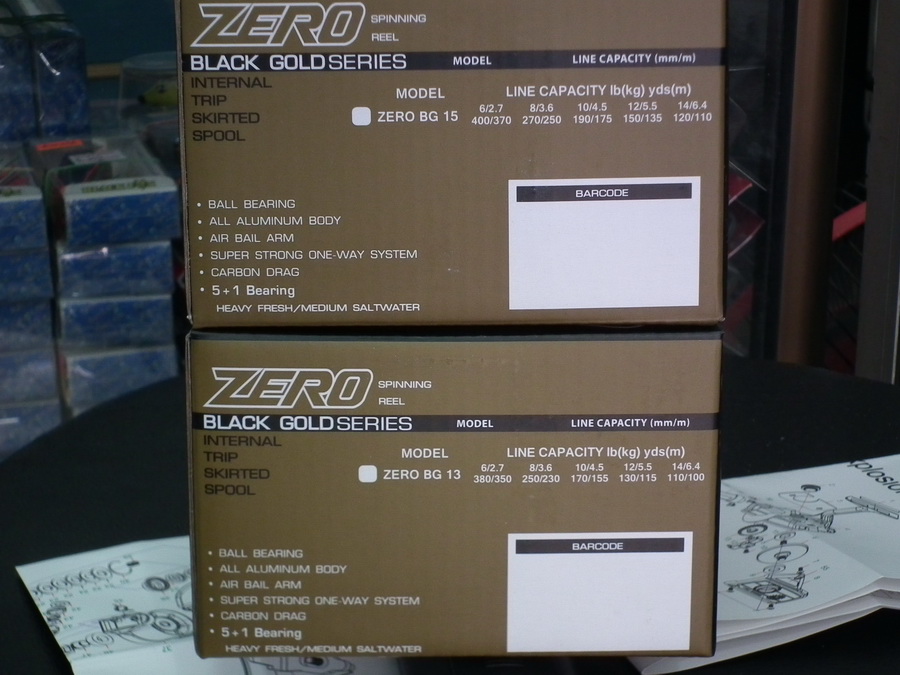 ZERO SPINNING
REEL
BLACK GOLD SERIES MODEL LINE CAPACITY (mm/m)
INTERNAL
TRIP
SKIRTED
SPOOL
MODEL LINE CAPACITY lb(kg) yds(m)
ZERO BG 15
6/2.7 8/3.6 10/4.5 12/5.5 14/6.4
400/370 270/250 190/175 150/135 120/110
BARCODE
• BALL BEARING
• ALL ALUMINUM BODY
• AIR BAIL ARM
• SUPER STRONG ONE-WAY SYSTEM
• CARBON DRAG
• 5+1 Bearing
HEAVY FRESH/MEDIUM SALTWATER
ZERO SPINNING
REEL
BLACK GOLD SERIES MODEL LINE CAPACITY (mm/m)
INTERNAL
TRIP
SKIRTED
SPOOL
MODEL LINE CAPACITY lb(kg) yds(m)
ZERO BG 13
6/2.7 8/3.6 10/4.5 12/5.5 14/6.4
380/350 250/230 170/155 130/115 110/100
BARCODE
• BALL BEARING
• ALL ALUMINUM BODY
• AIR BAIL ARM
• SUPER STRONG ONE-WAY SYSTEM
• CARBON DRAG
• 5+1 Bearing
HEAVY FRESH/MEDIUM SALTWATER